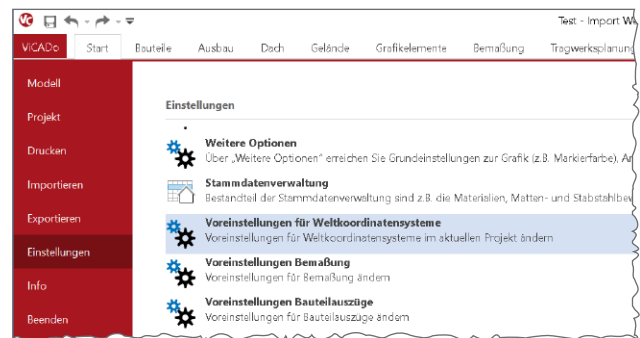 Test - Import
ViCADo Start Bauteile Ausbau Dach Gelände Grafikelemente Bemaßung Tragwerksplanung
Modell
Projekt
Drucken
Importieren
Exportieren
Einstellungen
Info
Beenden
Einstellungen
Weitere Optionen
Über „Weitere Optionen“ erreichen Sie Grundeinstellungen zur Grafik (z.B. Markierfarbe),
Stammdatenverwaltung
Bestandteil der Stammdatenverwaltung sind z.B. die Materialien, Matten- und
Voreinstellungen für Weltkoordinatensysteme
Voreinstellungen für Weltkoordinatensysteme im aktuellen Projekt ändern
Voreinstellungen Bemaßung
Voreinstellungen für Bemaßung ändern
Voreinstellungen Bauteilauszüge
Voreinstellungen für Bauteilauszüge ändern